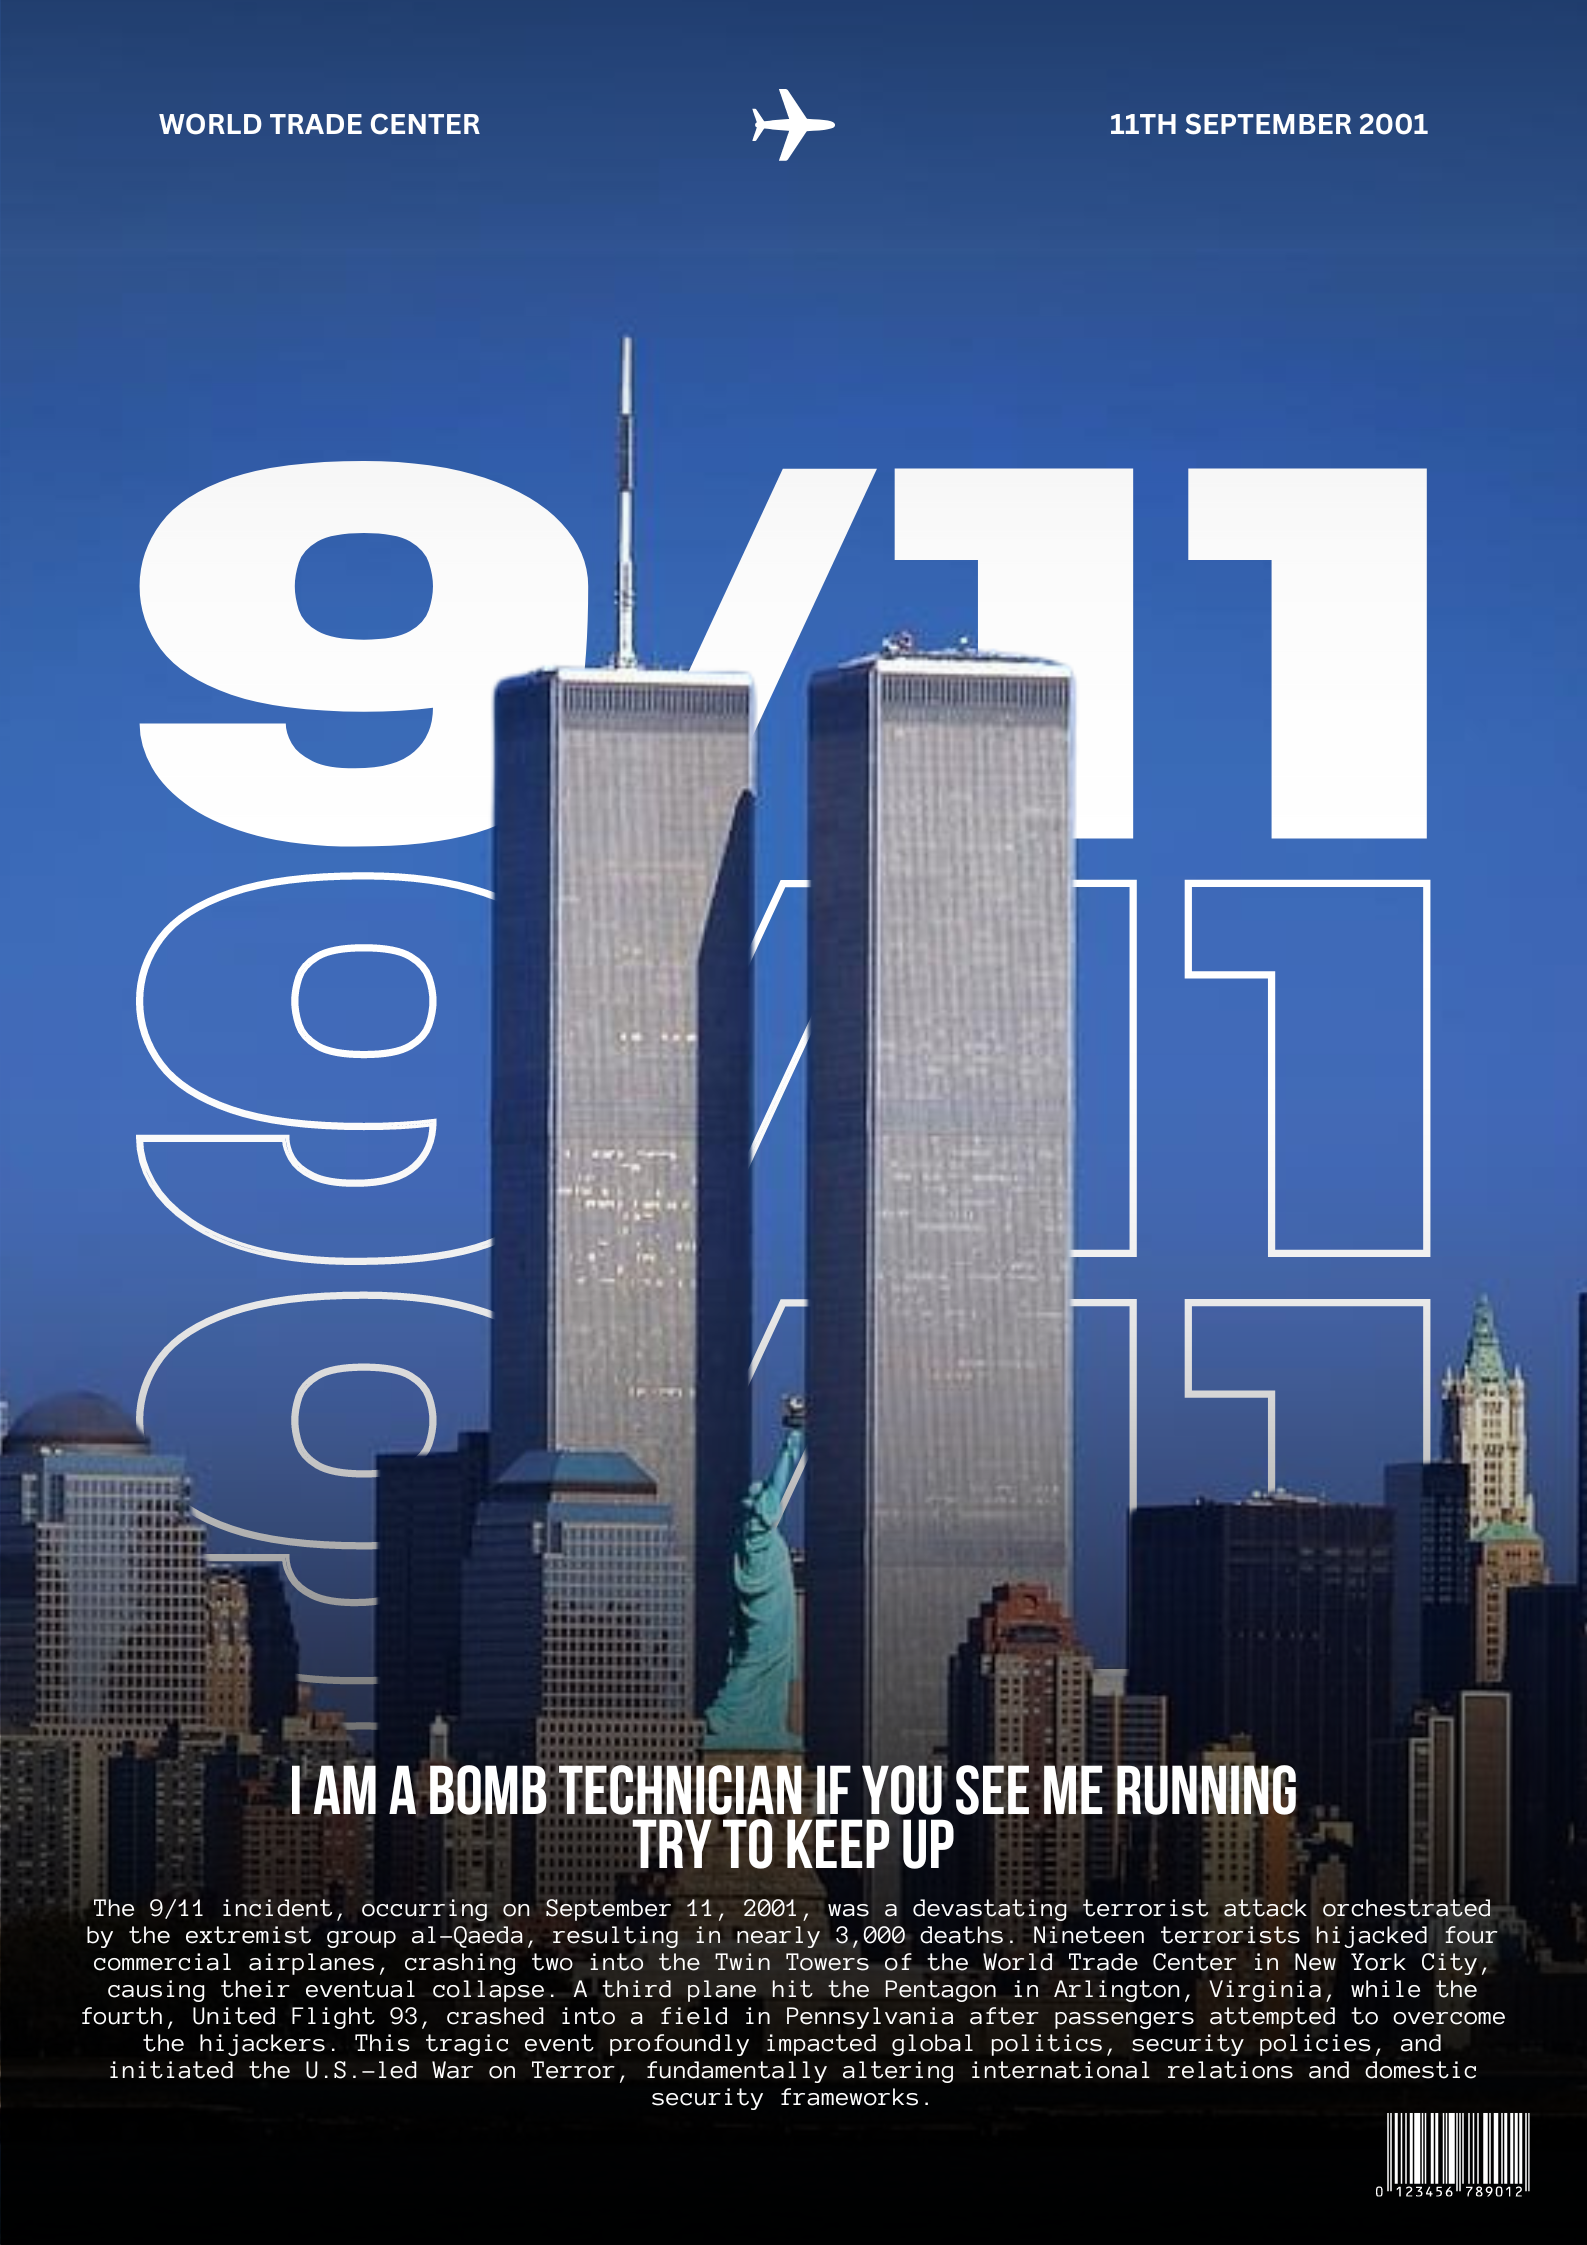 WORLD TRADE CENTER
11TH SEPTEMBER 2001
9/11
9/11
9/11
I AM A BOMB TECHNICIAN IF YOU SEE ME RUNNING
TRY TO KEEP UP
The 9/11 incident, occurring on September 11, 2001, was a devastating terrorist attack orchestrated
by the extremist group al-Qaeda, resulting in nearly 3,000 deaths. Nineteen terrorists hijacked four
commercial airplanes, crashing two into the Twin Towers of the World Trade Center in New York City,
causing their eventual collapse. A third plane hit the Pentagon in Arlington, Virginia, while the
fourth, United Flight 93, crashed into a field in Pennsylvania after passengers attempted to overcome
the hijackers. This tragic event profoundly impacted global politics, security policies, and
initiated the U.S.-led War on Terror, fundamentally altering international relations and domestic
security frameworks.
0 123456 789012